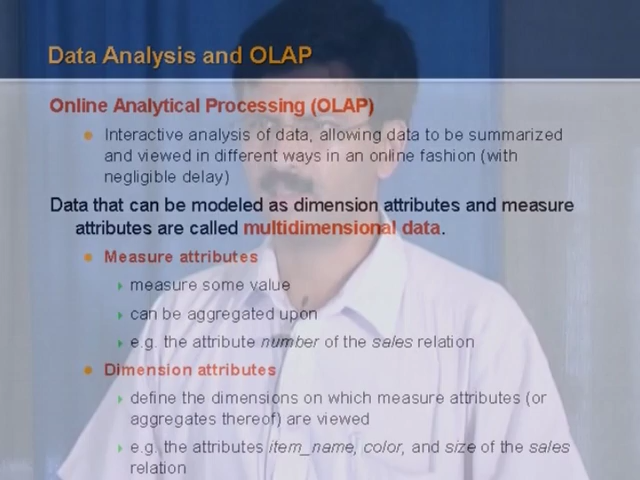 Data Analysis and OLAP
Online Analytical Processing (OLAP)
Interactive analysis of data, allowing data to be summarized
and viewed in different ways in an online fashion (with
negligible delay)
Data that can be modeled as dimension attributes and measure
attributes are called multidimensional data.
Measure attributes
measure some value
can be aggregated upon
e.g. the attribute number of the sales relation
Dimension attributes
define the dimensions on which measure attributes (or
aggregates thereof) are viewed
e.g. the attributes item_name, color, and size of the sales
relation